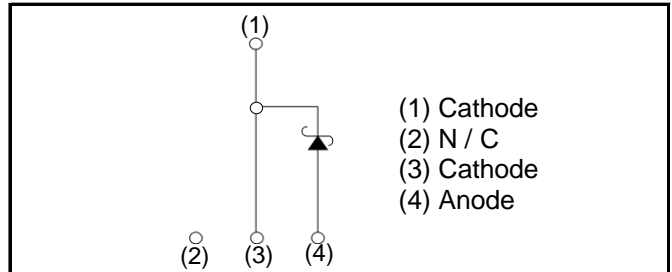 (1)
(1) Cathode
(2) N / C
(3) Cathode
(4) Anode
(2) (3) (4)